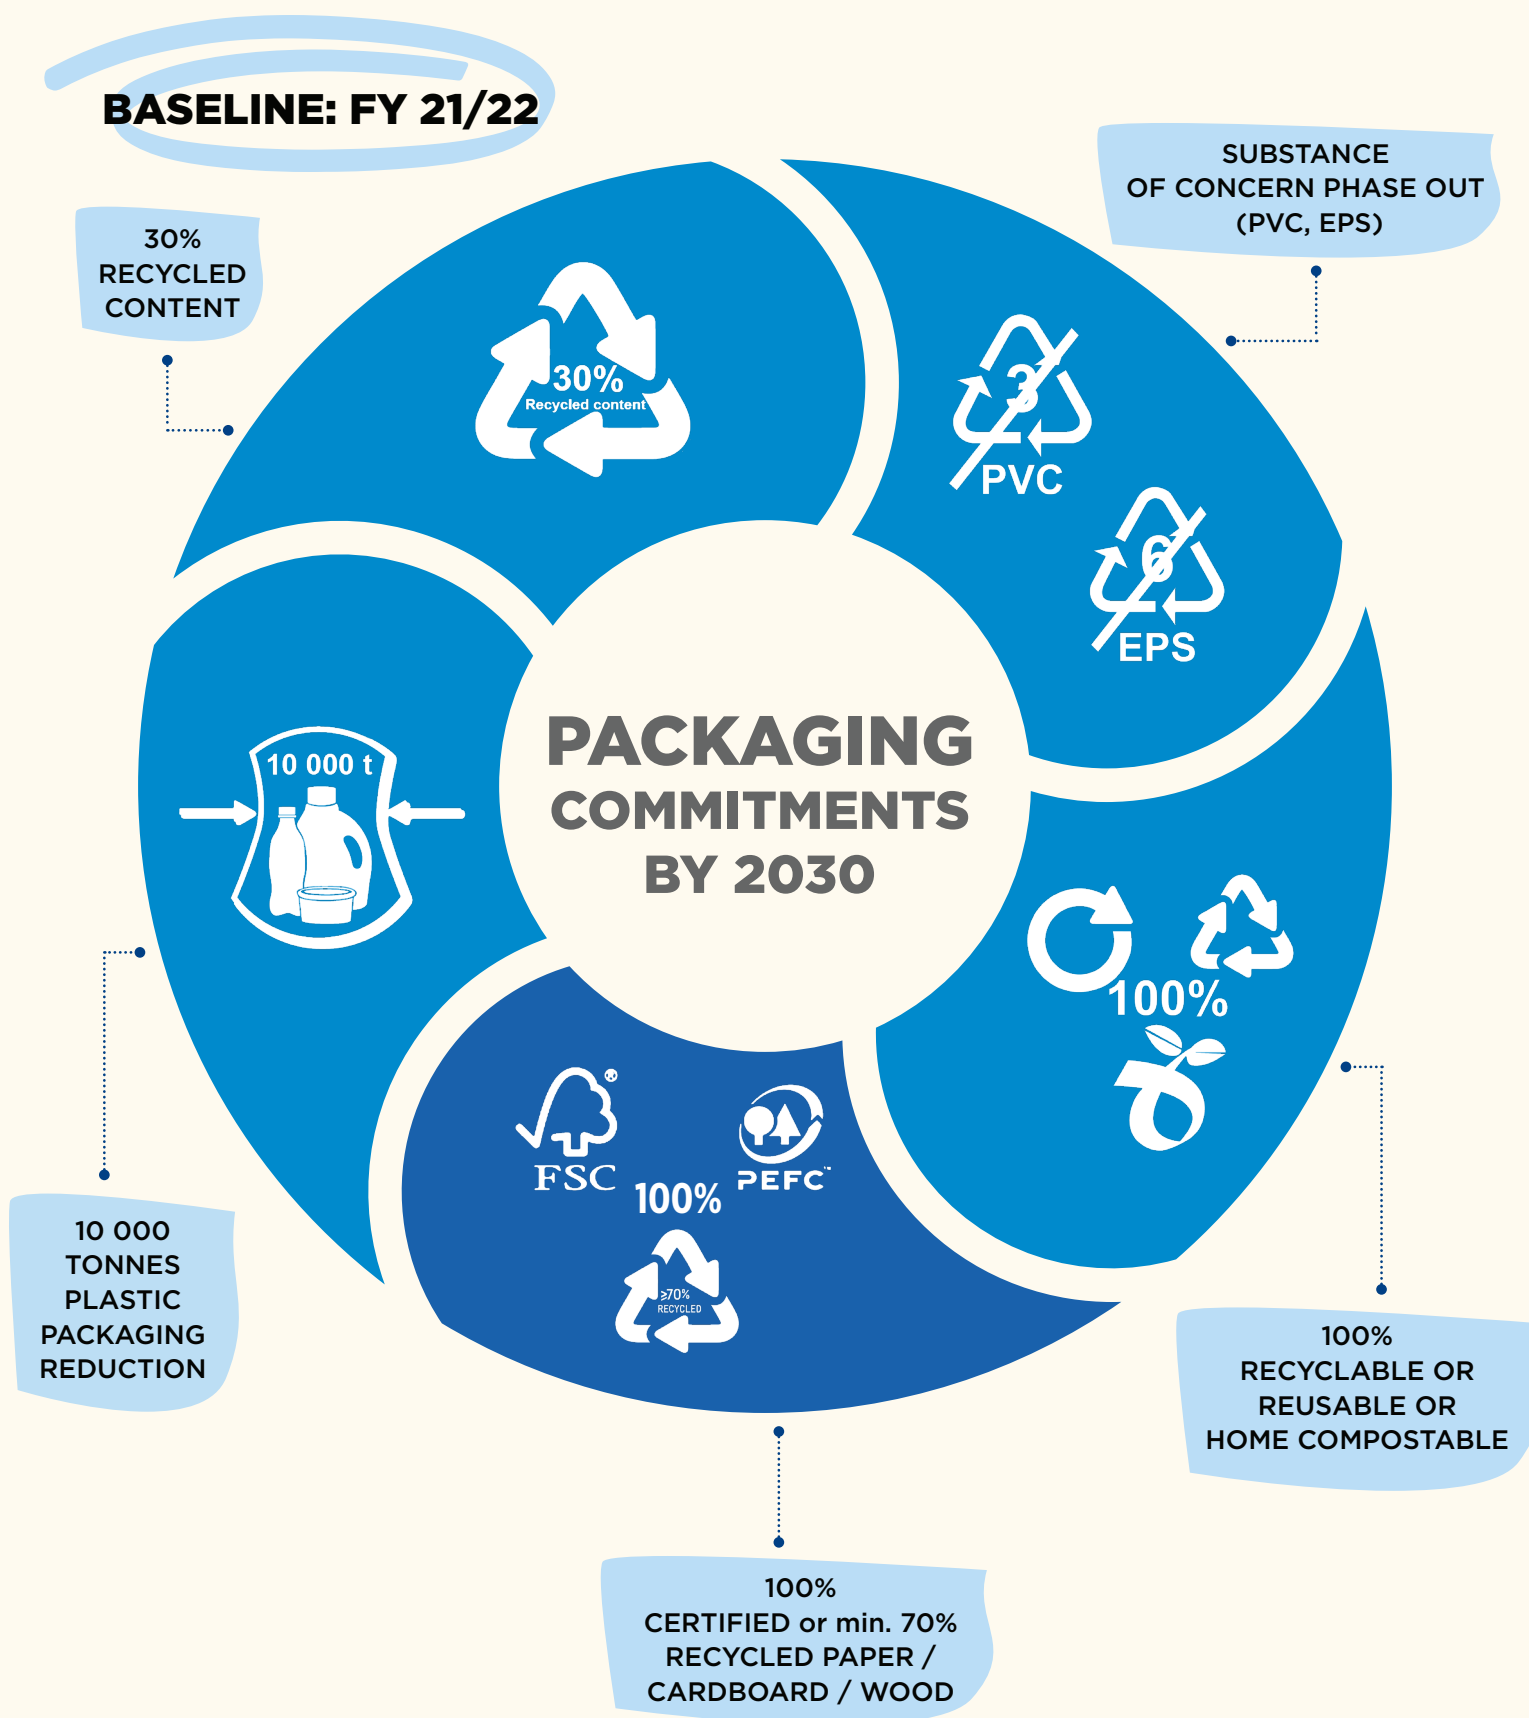 BASELINE: FY 21/22
SUBSTANCE
OF CONCERN PHASE OUT
(PVC, EPS)
30%
RECYCLED
CONTENT
30%
Recycled content
3
PVC
6
EPS
PACKAGING
COMMITMENTS
BY 2030
10 000 t
100%
FSC
®
PEFC
™
100%
≥70%
RECYCLED
10 000
TONNES
PLASTIC
PACKAGING
REDUCTION
100%
RECYCLABLE OR
REUSABLE OR
HOME COMPOSTABLE
100%
CERTIFIED or min. 70%
RECYCLED PAPER /
CARDBOARD / WOOD